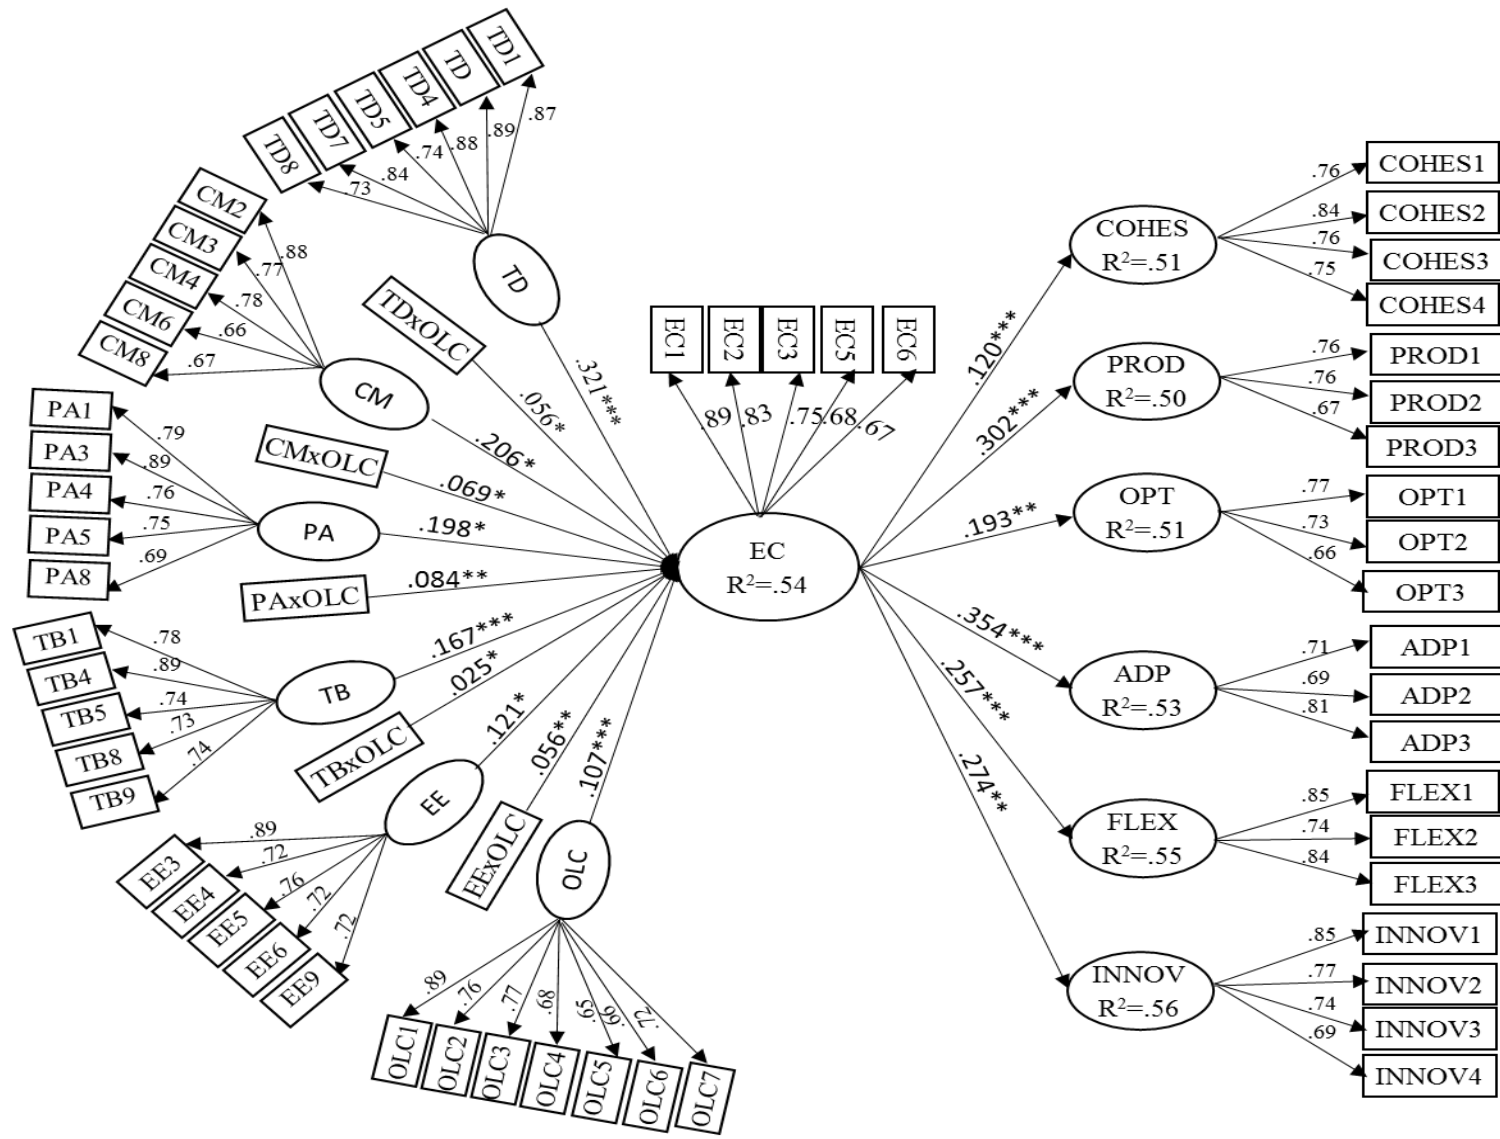 TD1
TD
TD4
TD5
TD7
TD8
.87
.89
.88
.74
.84
.73
TD
CM2
CM3
CM4
CM6
CM8
.88
.77
.78
.66
.67
CM
TDxOLC
.321***
.056*
.206*
CMxOLC
.069*
PA1
PA3
PA4
PA5
PA8
.79
.89
.76
.75
.69
PA
.198*
PAxOLC
.084**
TB1
TB4
TB5
TB8
TB9
.78
.89
.74
.73
.74
TB
.167***
TBxOLC
.025*
EE3
EE4
EE5
EE6
EE9
.89
.72
.76
.72
.72
EE
.121*
EExOLC
.056**
OLC
.107***
.89
.76
.77
.68
.65
.66
.72
OLC1
OLC2
OLC3
OLC4
OLC5
OLC6
OLC7
EC1
EC2
EC3
EC5
EC6
.89
.83
.75
.68
.67
EC
R²=.54
.120***
.302***
.193**
.354***
.257***
.274**
COHES
R²=.51
.76
.84
.76
.75
COHES1
COHES2
COHES3
COHES4
PROD
R²=.50
.76
.76
.67
PROD1
PROD2
PROD3
OPT
R²=.51
.77
.73
.66
OPT1
OPT2
OPT3
ADP
R²=.53
.71
.69
.81
ADP1
ADP2
ADP3
FLEX
R²=.55
.85
.74
.84
FLEX1
FLEX2
FLEX3
INNOV
R²=.56
.85
.77
.74
.69
INNOV1
INNOV2
INNOV3
INNOV4